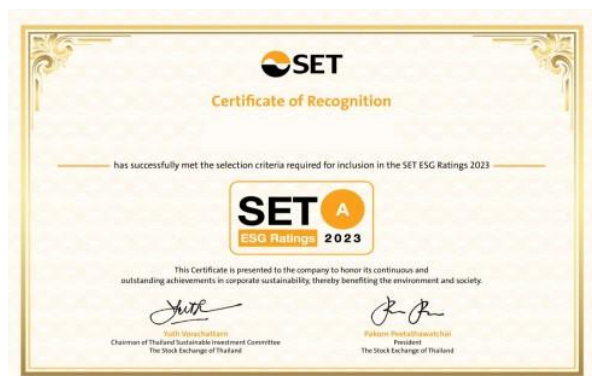 SET
Certificate of Recognition
has successfully met the selection criteria required for inclusion in the SET ESG Ratings 2023
SET A
ESG Ratings 2023
This Certificate is presented to the company to honor its continuous and
outstanding achievements in corporate sustainability, thereby benefiting the environment and society.
Yuth Worachattarn
Pakorn Peetathawatchai
Chairman of Thailand Sustainable Investment Committee
President
The Stock Exchange of Thailand
The Stock Exchange of Thailand